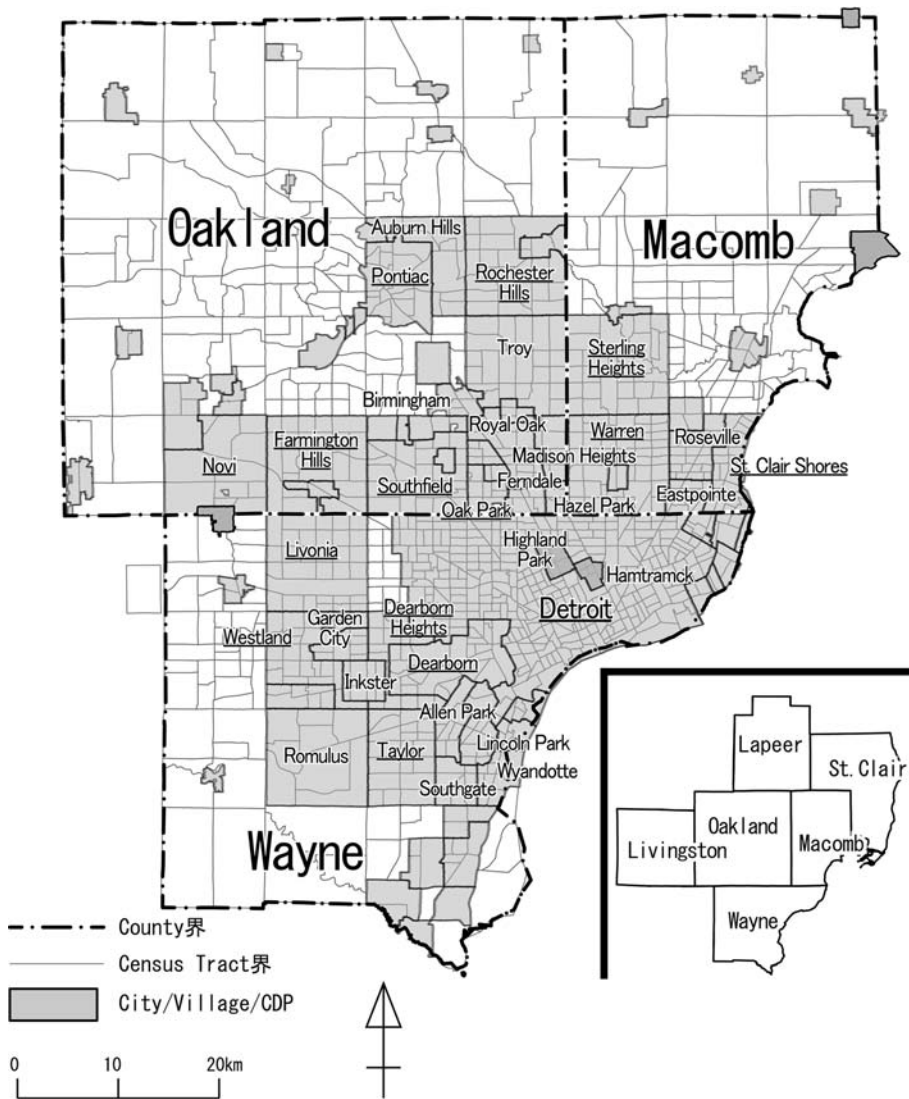 Oakland
Macomb
Auburn Hills
Pontiac
Rochester
Hills
Troy
Sterling
Heights
Birmingham
Royal Oak
Warren
Roseville
Novi
Farmington
Hills
Southfield
Madison Heights
Ferndale
St. Clair Shores
Oak Park
Hazel Park
Eastpointe
Livonia
Highland
Park
Hamtramck
Detroit
Westland
Garden
City
Dearborn
Heights
Dearborn
Inkster
Allen Park
Romulus
Taylor
Lincoln Park
Wyandotte
Southgate
Wayne
Lapeer
St. Clair
Oakland
Livingston
Macomb
Wayne
County界
Census Tract界
City/Village/CDP
0 10 20km